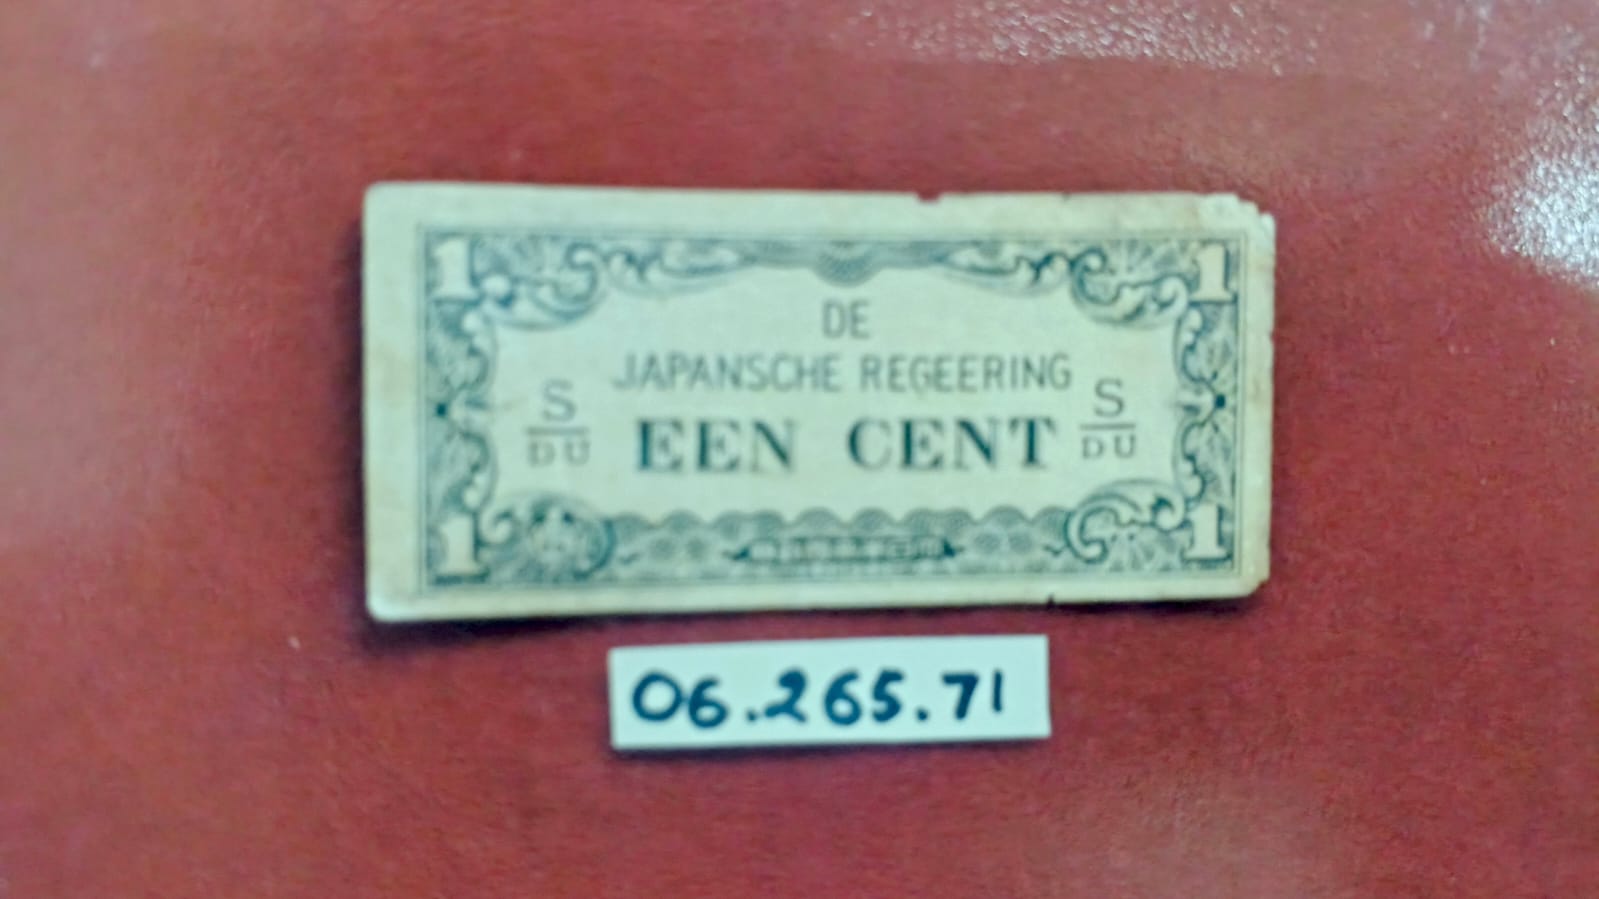 1 1
DE
JAPANSCHE REGEERING
S S
EEN CENT
DU DU
1 1
06.265.71